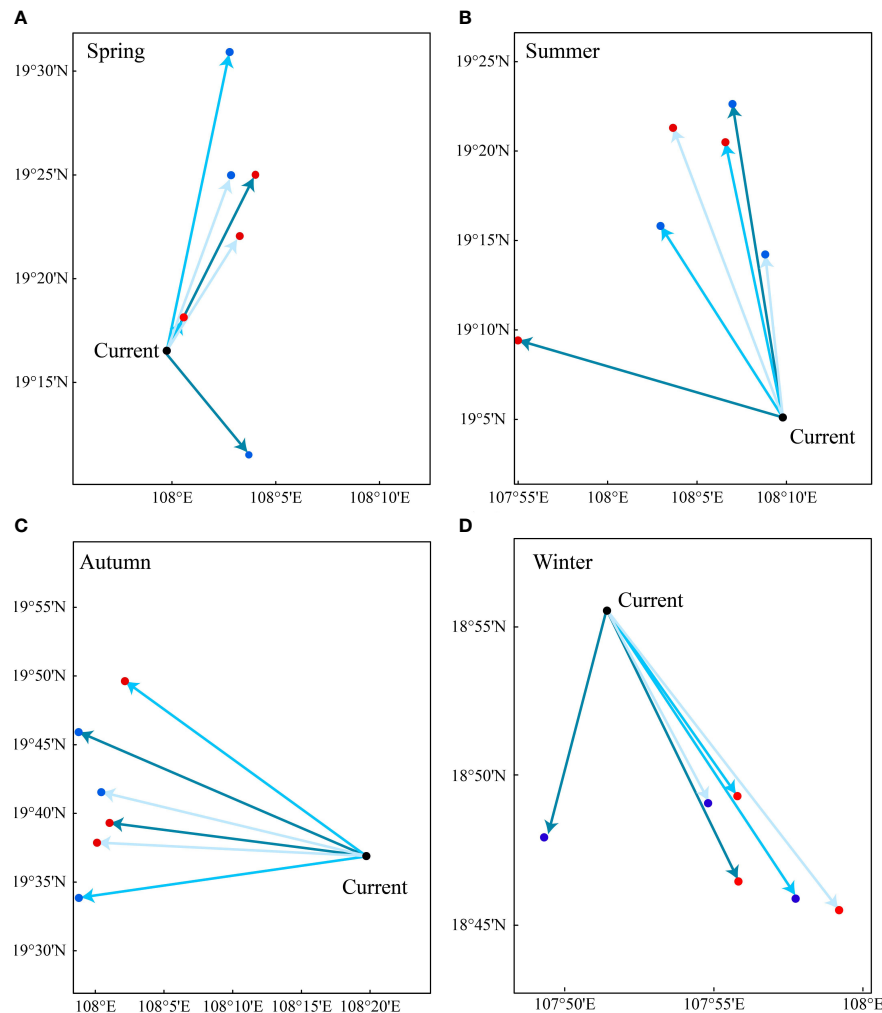 A
Spring
19°30'N
19°25'N
19°20'N
19°15'N
Current
108°E
108°5'E
108°10'E
B
Summer
19°25'N
19°20'N
19°15'N
19°10'N
19°5'N
Current
107°55'E
108°E
108°5'E
108°10'E
C
Autumn
19°55'N
19°50'N
19°45'N
19°40'N
19°35'N
19°30'N
Current
108°E
108°5'E
108°10'E
108°15'E
108°20'E
D
Winter
Current
18°55'N
18°50'N
18°45'N
107°50'E
107°55'E
108°E